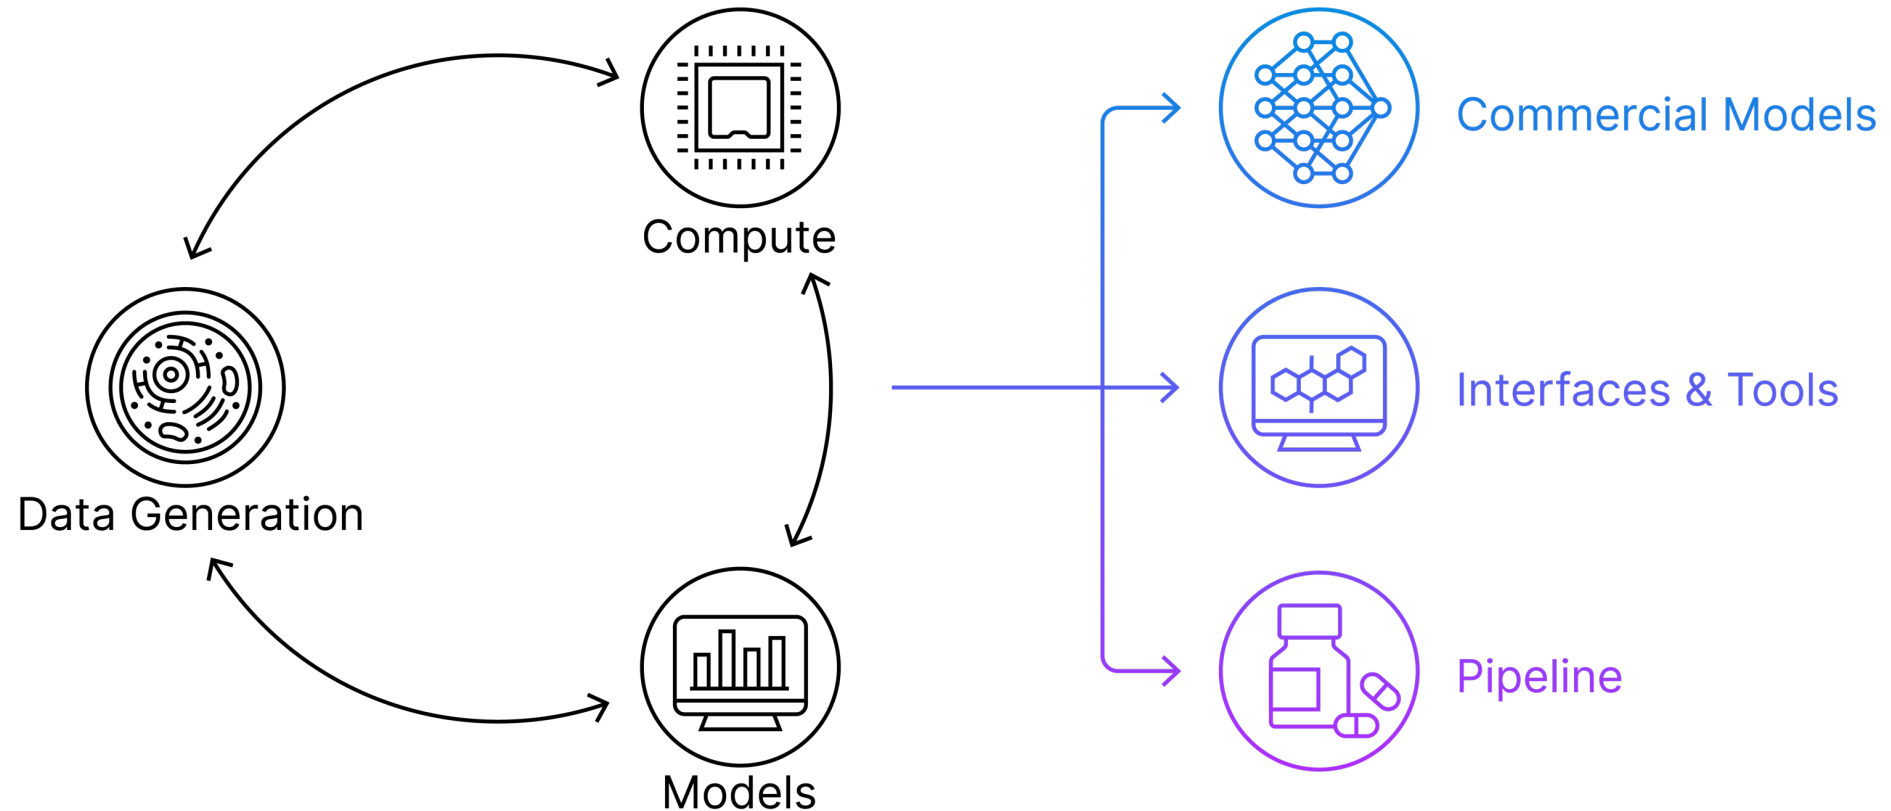 Compute
Data Generation
Models
Commercial Models
Interfaces & Tools
Pipeline